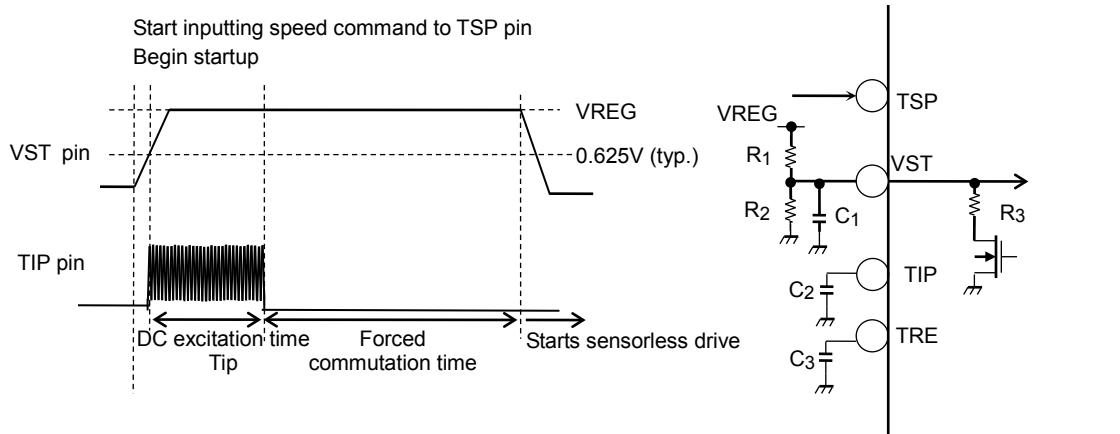 Start inputting speed command to TSP pin
Begin startup
VREG
VST pin
0.625V (typ.)
TIP pin
DC excitation time
Tip
Forced
commutation time
Starts sensorless drive
TSP
VREG
R1
VST
R2
C1
R3
C2
TIP
C3
TRE